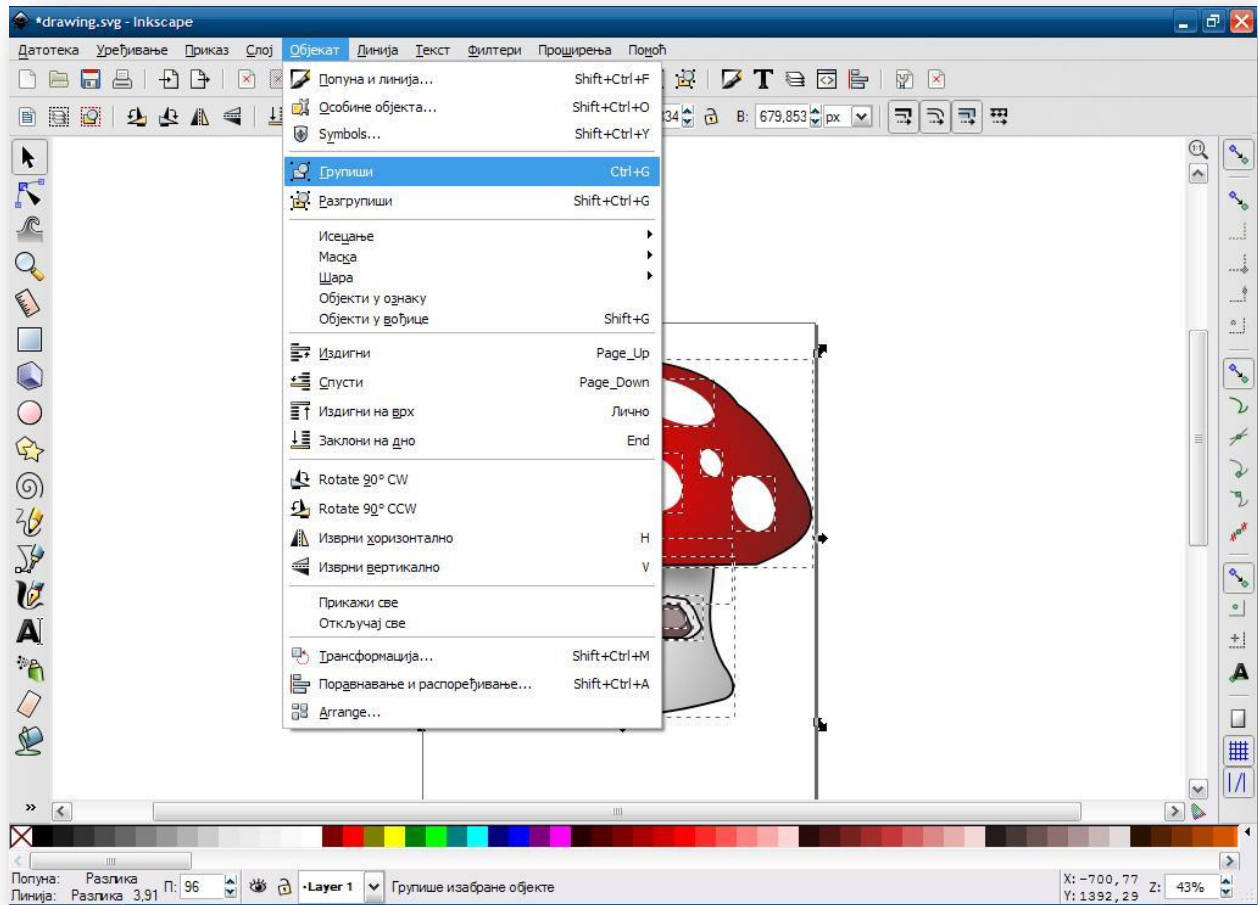 *drawing.svg - Inkscape
Датотека Уређивање Приказ Слој Објекат Линија Текст Филтери Проширења Помоћ
Попуна и линија... Shift+Ctrl+F
Особине објекта... Shift+Ctrl+O
34 В: 679,853 px
Symbols... Shift+Ctrl+Y
Групиши Ctrl+G
Разгрупиши Shift+Ctrl+G
Исецање
Маска
Шара
Објекти у ознаку
Објекти у вођице Shift+G
Издигни Page_Up
Спусти Page_Down
Издигни на врх Лично
Заклони на дно End
Rotate 90° CW
Rotate 90° CCW
Изврни хоризонтално H
Изврни вертикално V
Прикажи све
Откључај све
Трансформација... Shift+Ctrl+M
Поравнавање и распоређивање... Shift+Ctrl+A
Arrange...
Попуна: Разлика
Линија: Разлика 3,91
П: 96
•Layer 1
Групише изабране објекте
X: -700,77
Y: 1392,29
Z: 43%